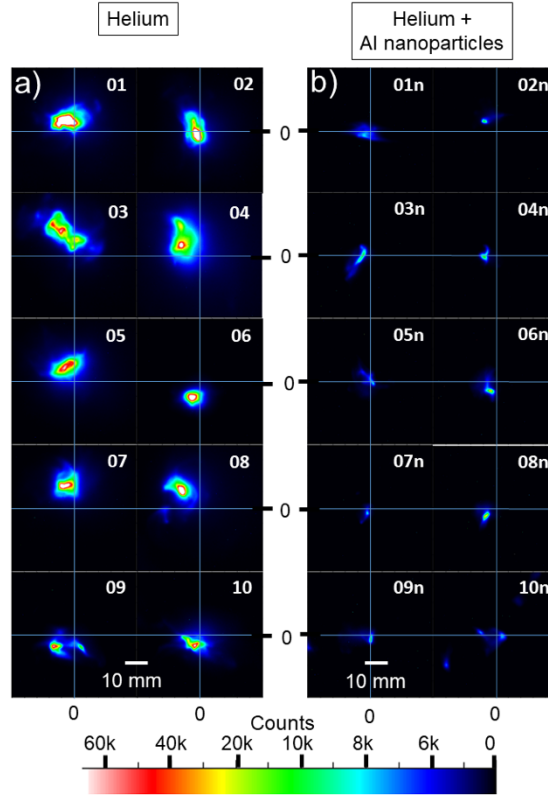 Helium
Helium +
Al nanoparticles
a)
01
02
0
03
04
0
05
06
0
07
08
0
09
10
0
10 mm
0
0
b)
01n
02n
03n
04n
05n
06n
07n
08n
09n
10n
10 mm
0
0
Counts
60k
40k
20k
10k
8k
6k
0